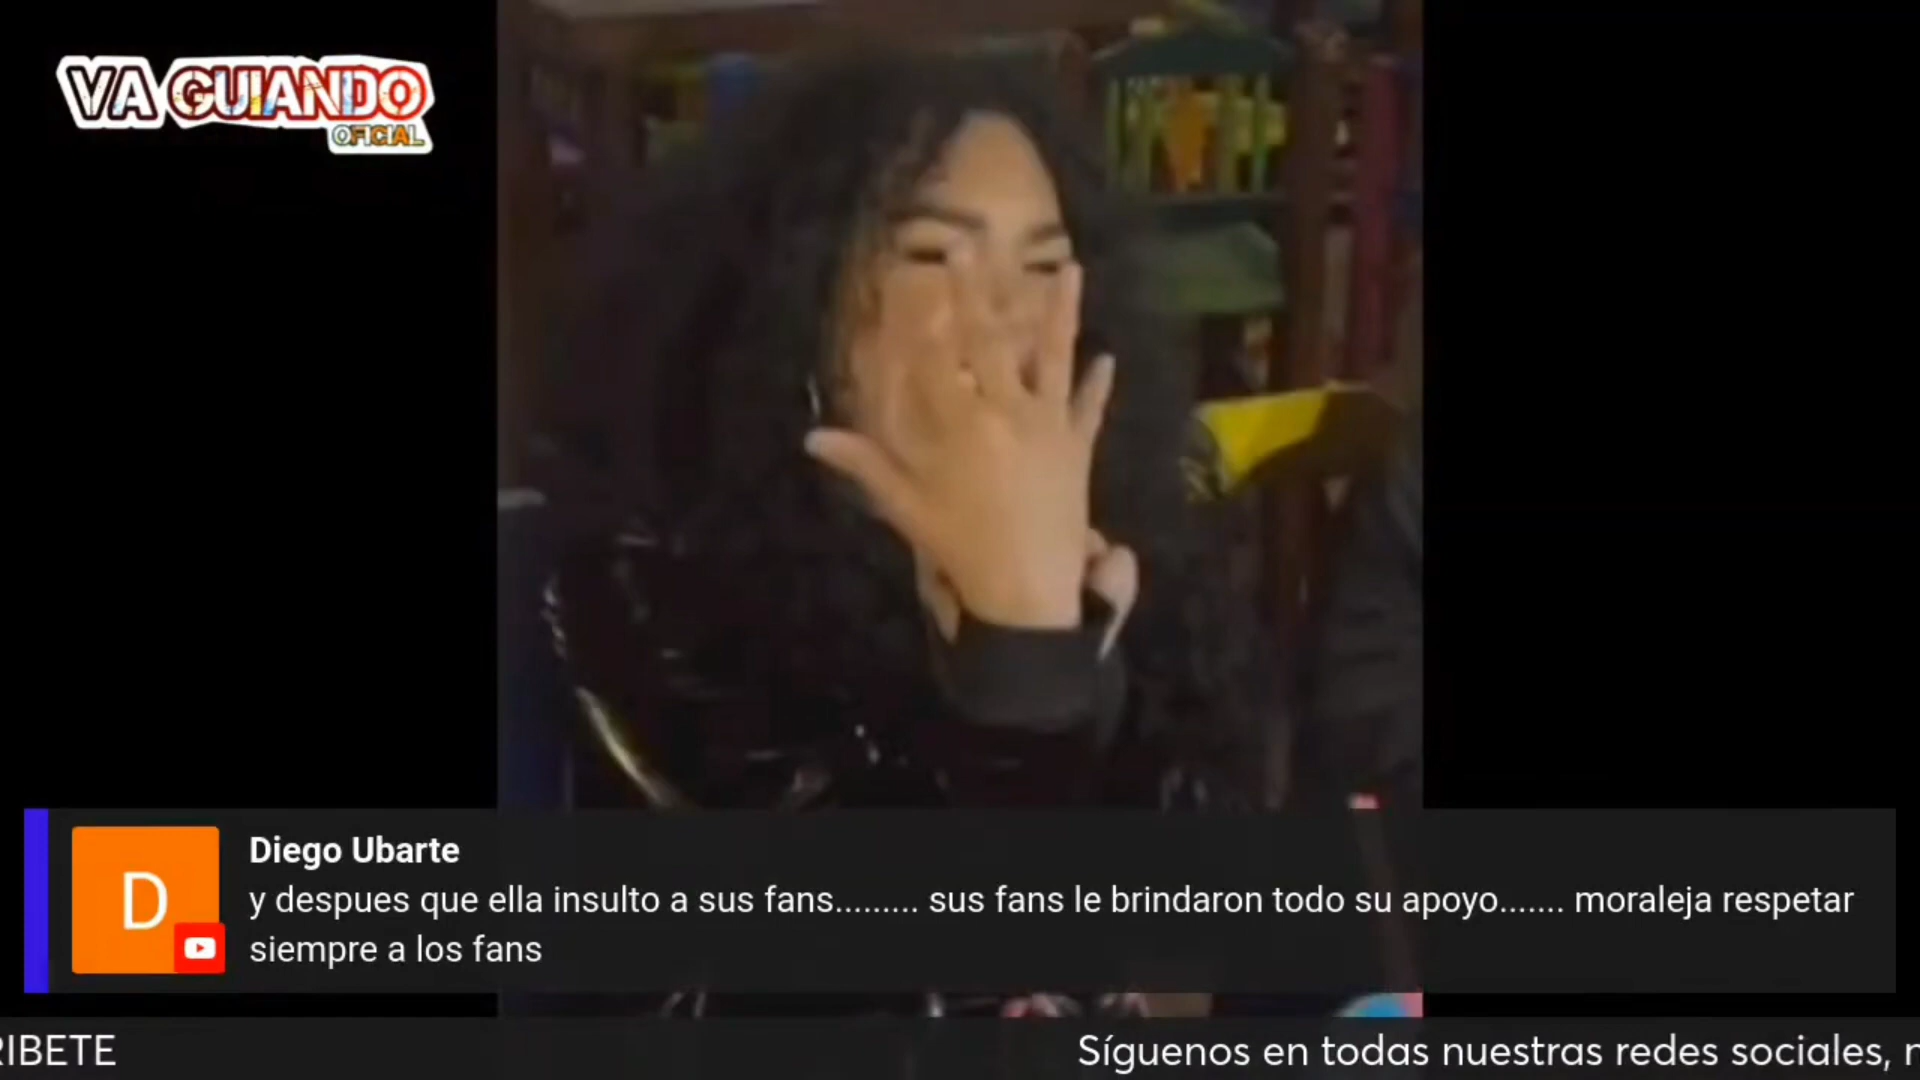 VA GUIANDO
OFICIAL
Diego Ubarte
D
y despues que ella insulto a sus fans......... sus fans le brindaron todo su apoyo....... moraleja respetar
siempre a los fans
RIBETE Síguenos en todas nuestras redes sociales, n